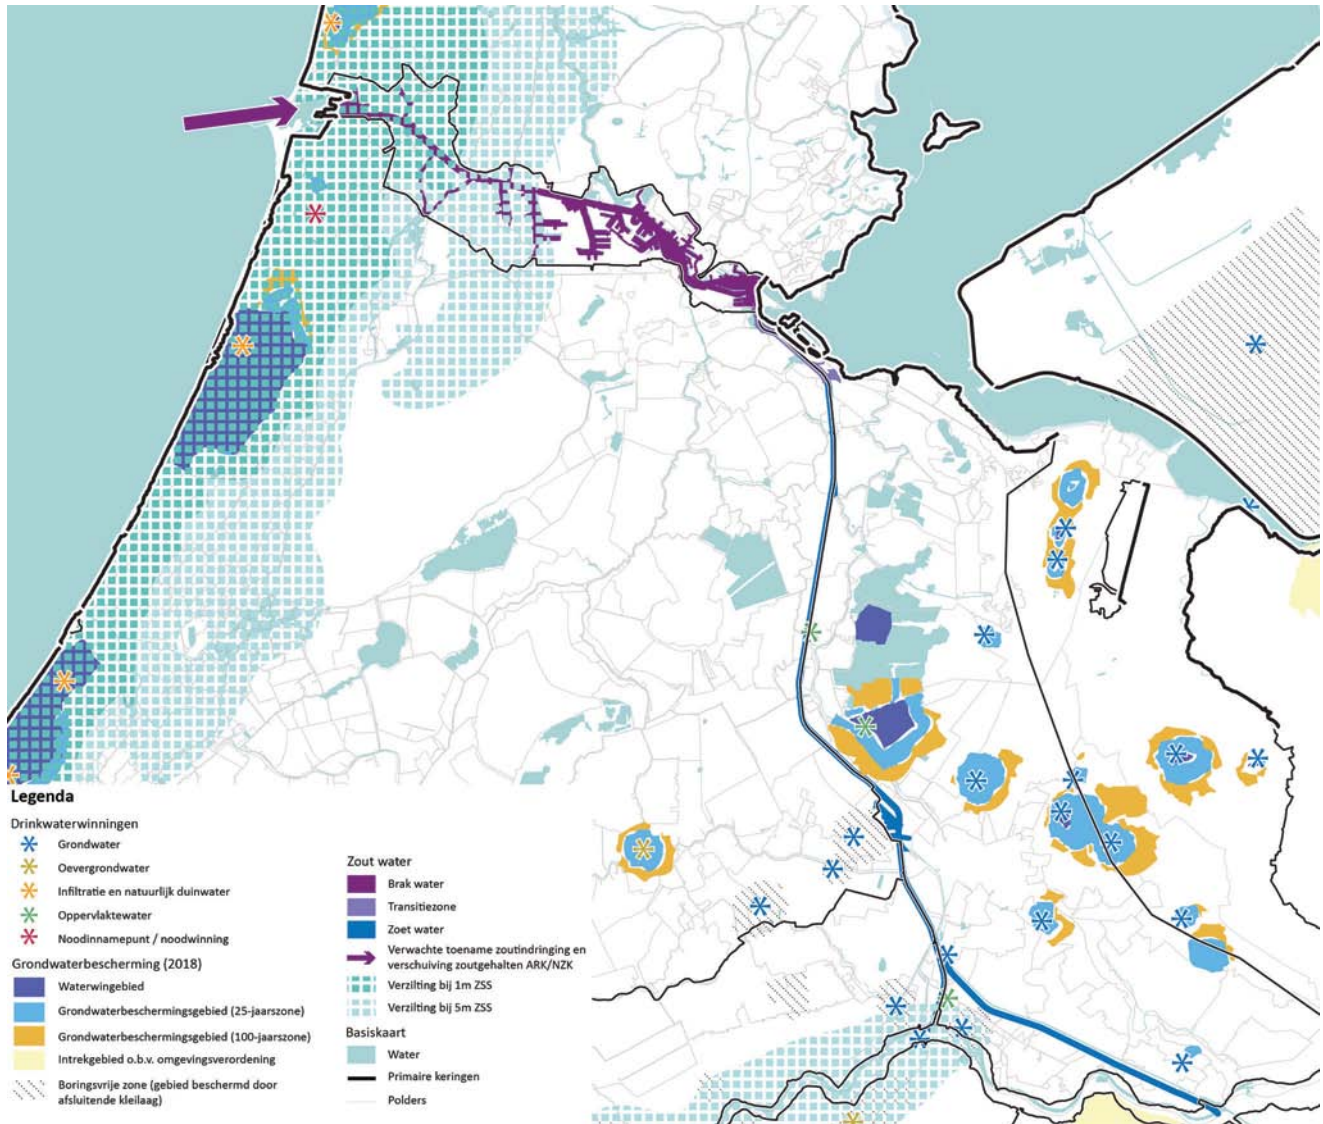 Legenda
Drinkwaterwinningen
Grondwater
Oevergrondwater
Infiltratie en natuurlijk duinwater
Oppervlaktewater
Noodinnamepunt / noodwinning
Grondwaterbescherming (2018)
Waterwingebied
Grondwaterbeschermingsgebied (25-jaarszone)
Grondwaterbeschermingsgebied (100-jaarszone)
Intrekgebied o.b.v. omgevingsverordening
Boringsvrije zone (gebied beschermd door
afsluitende kleilaag)
Zout water
Brak water
Transitiezone
Zoet water
Verwachte toename zoutindringing en
verschuiving zoutgehalten ARK/NZK
Verzilting bij 1m ZSS
Verzilting bij 5m ZSS
Basiskaart
Water
Primaire keringen
Polders